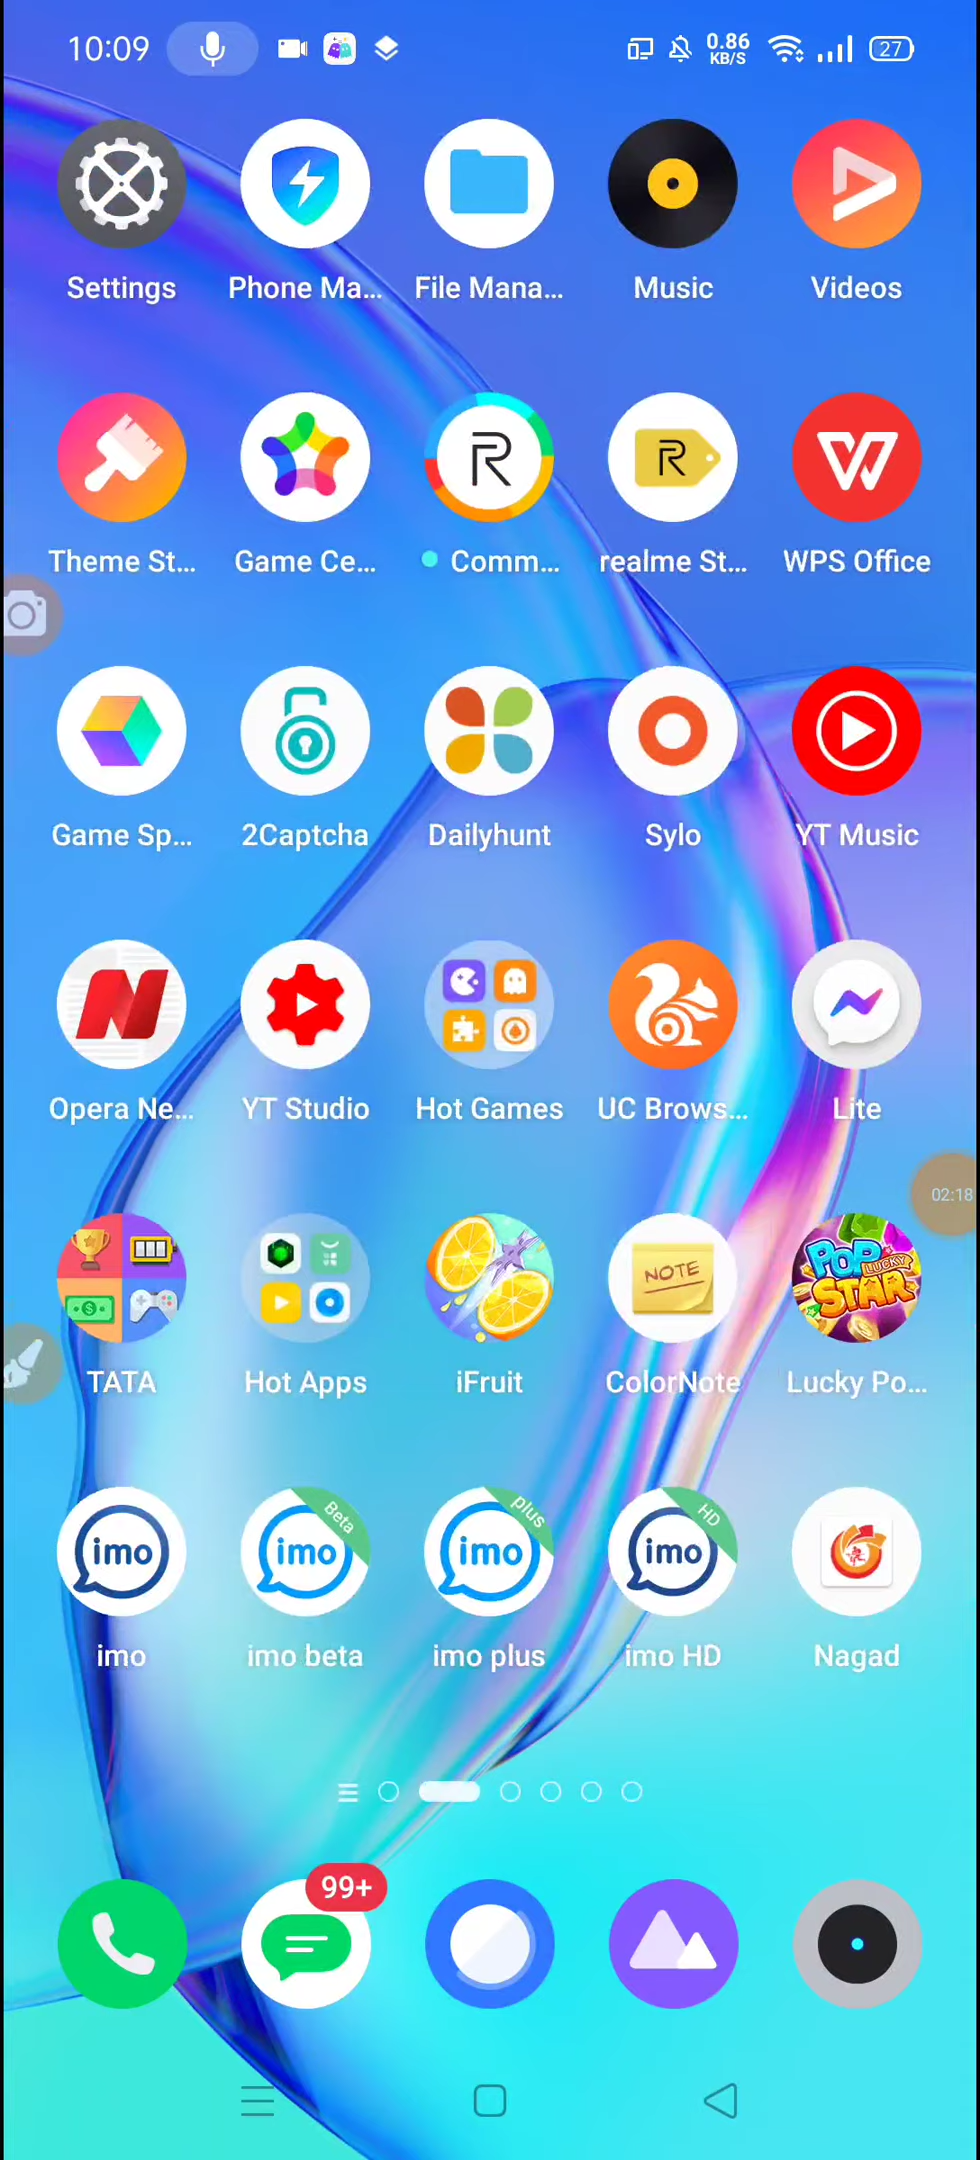 10:09
0.86
KB/S
27
Settings
Phone Ma...
File Mana...
Music
Videos
Theme St...
Game Ce...
Comm...
realme St...
WPS Office
Game Sp...
2Captcha
Dailyhunt
Sylo
YT Music
Opera Ne...
YT Studio
Hot Games
UC Brows...
Lite
02:18
NOTE
POP LUCKY
STAR
TATA
Hot Apps
iFruit
ColorNote
Lucky Po...
imo
imo Beta
imo plus
imo HD
imo
imo beta
imo plus
imo HD
Nagad
99+